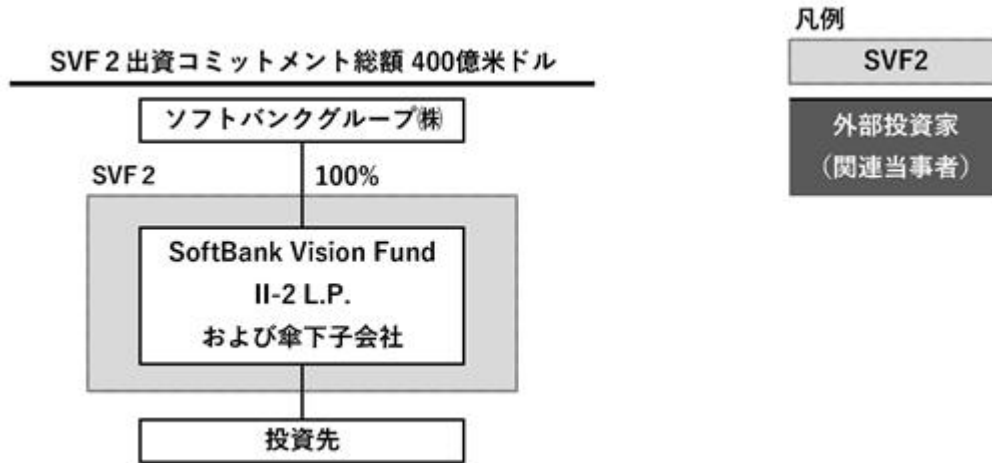 SVF 2 出資コミットメント総額 400億米ドル
ソフトバンクグループ㈱
SVF 2
100%
SoftBank Vision Fund
II-2 L.P.
および傘下子会社
投資先
凡例
SVF2
外部投資家
（関連当事者）